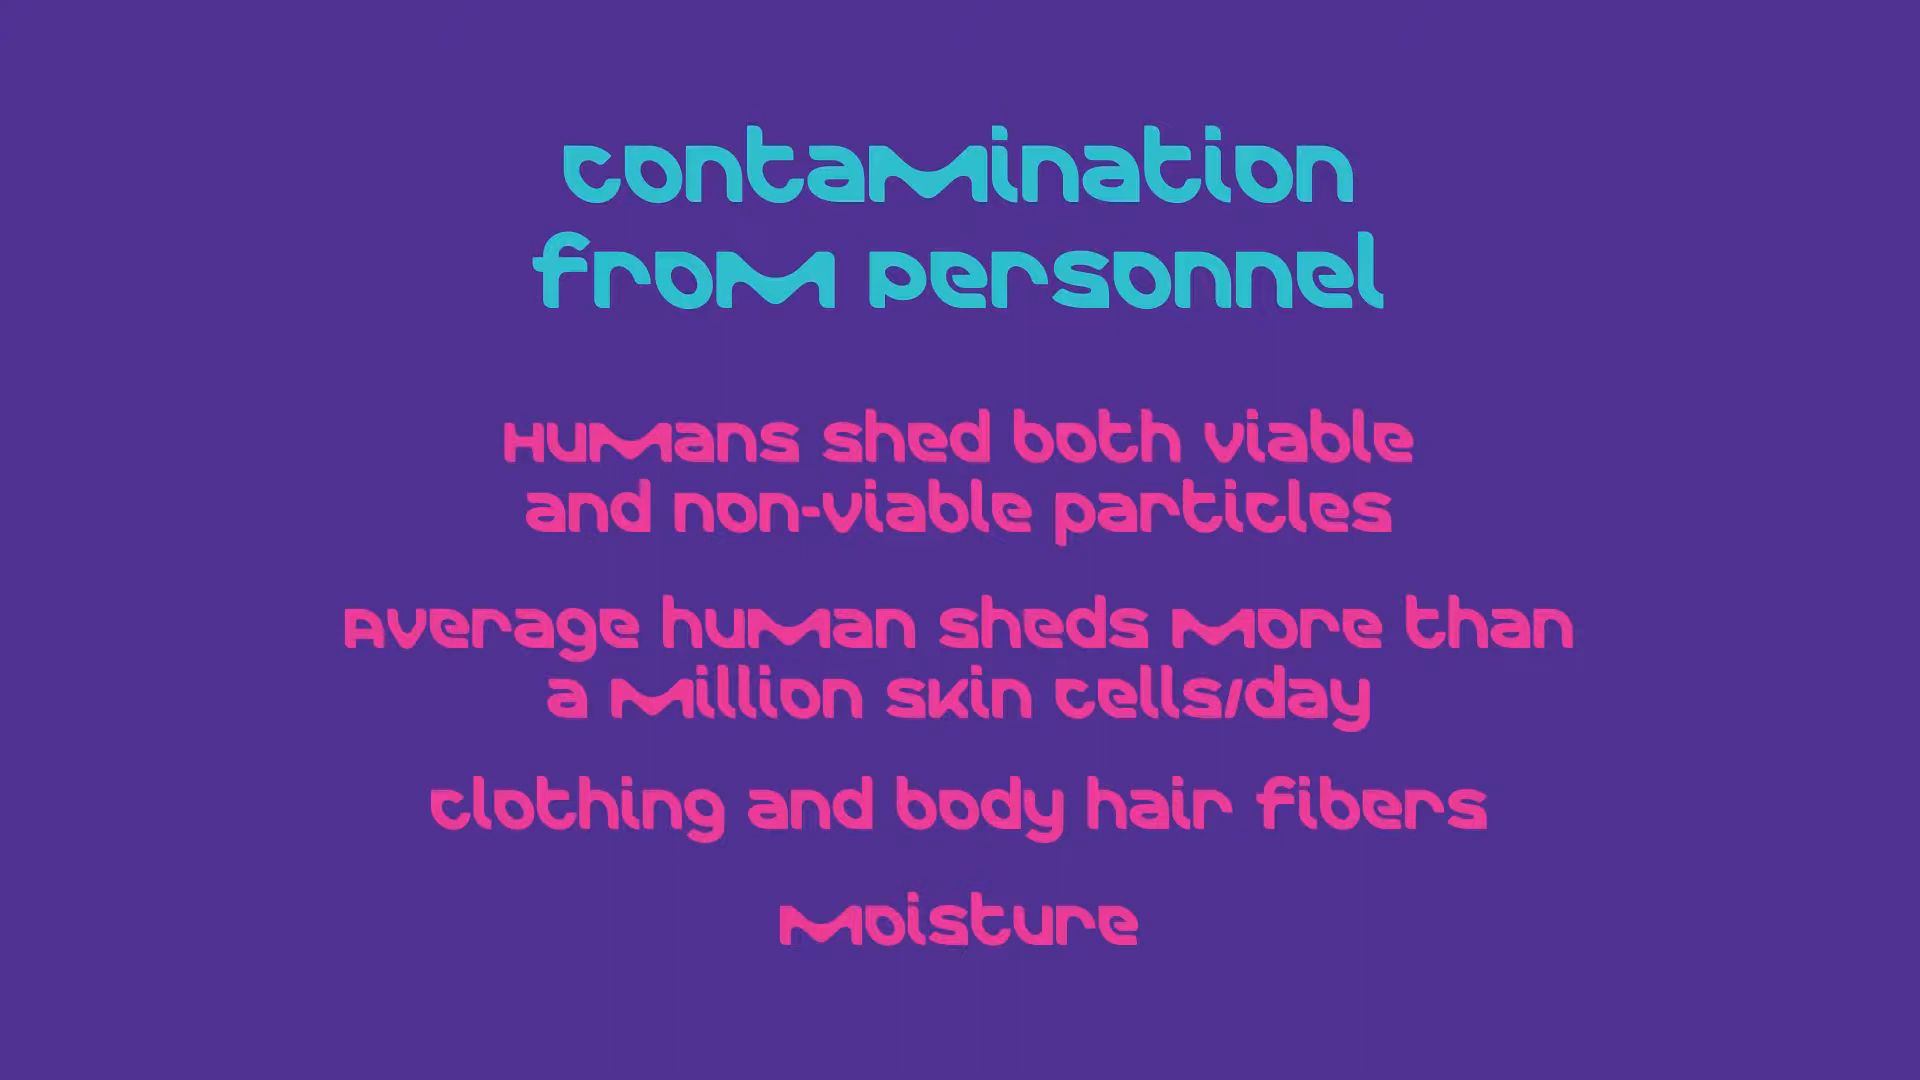 contamination
from personnel
Humans shed both viable
and non-viable particles
Average human sheds more than
a million skin cells/day
clothing and body hair fibers
Moisture